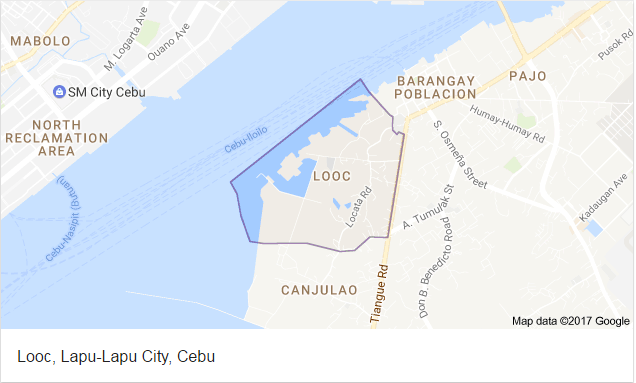 MABOLO
M. Logarta Ave
Ouano Ave
SM City Cebu
NORTH
RECLAMATION
AREA
Cebu-Iloilo
Cebu-Nasipit (Butuan)
BARANGAY
POBLACION
PAJO
Pusok Rd
Humay-Humay Rd
S. Osmeña Street
Kadaugan Ave
LOOC
Locata Rd
A. Tumulak St
Don B. Benedicto Road
Tiangue Rd
CANJULAO
Map data ©2017 Google
Looc, Lapu-Lapu City, Cebu